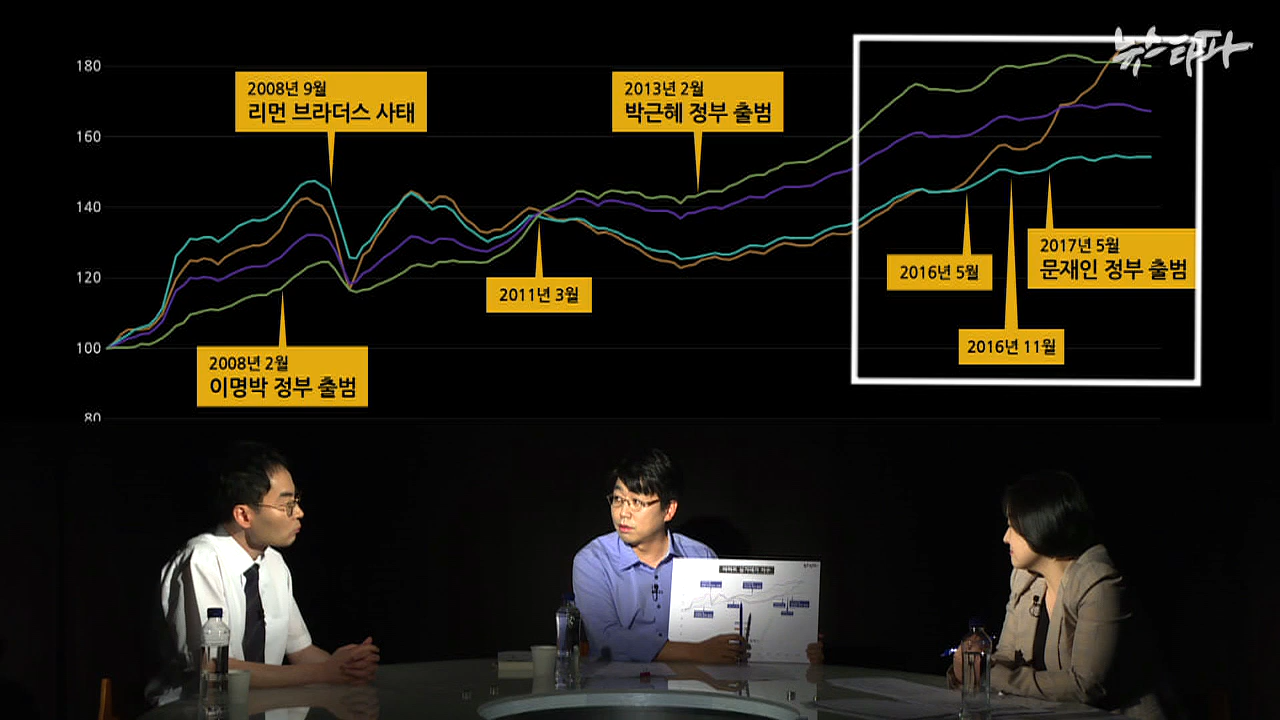 뉴스타파
180
160
140
120
100
80
2008년 9월
리먼 브라더스 사태
2013년 2월
박근혜 정부 출범
2011년 3월
2008년 2월
이명박 정부 출범
2016년 5월
2017년 5월
문재인 정부 출범
2016년 11월